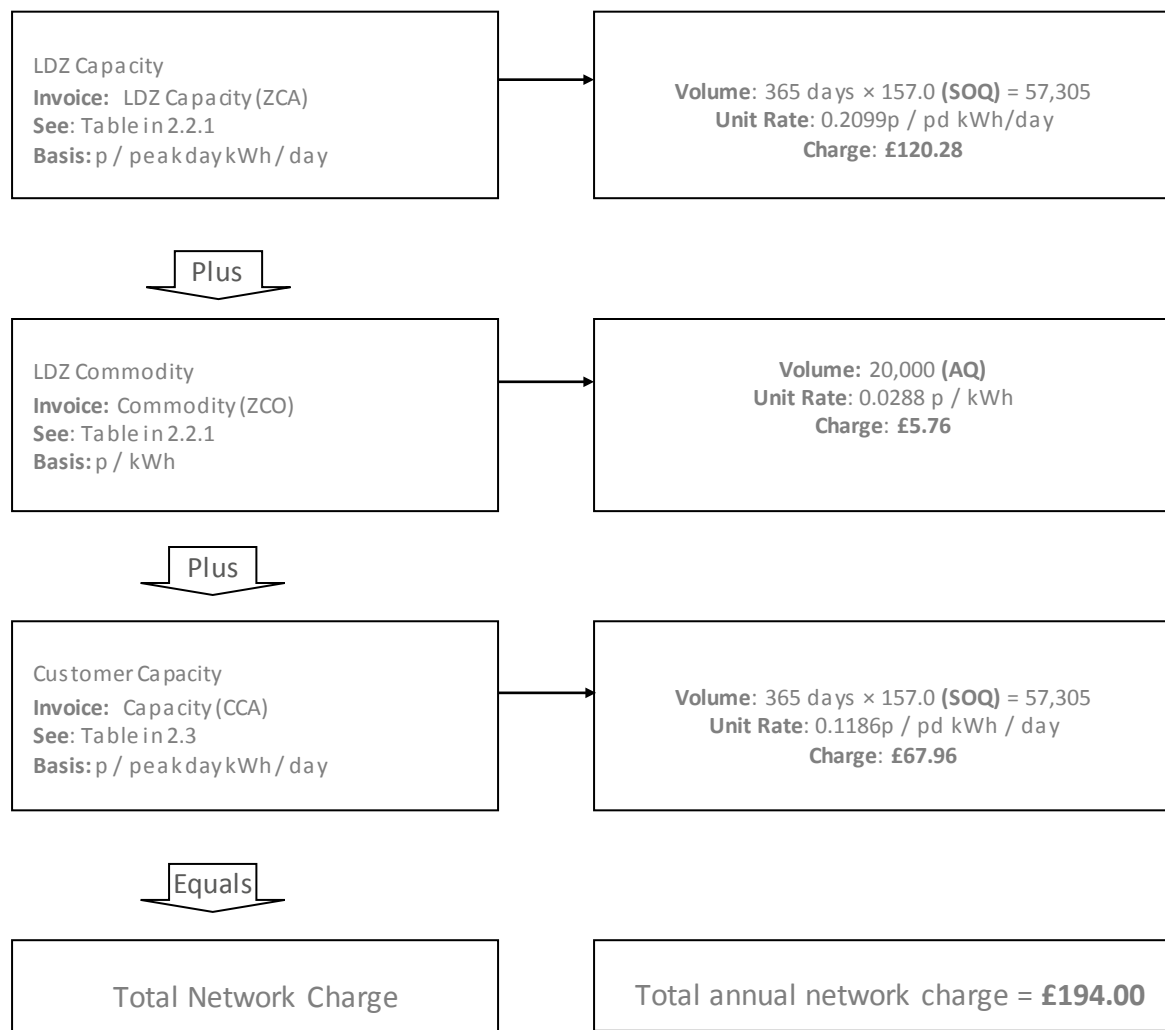 LDZ Capacity
Invoice: LDZ Capacity (ZCA)
See: Table in 2.2.1
Basis: p / peak day kWh / day
Volume: 365 days × 157.0 (SOQ) = 57,305
Unit Rate: 0.2099p / pd kWh/day
Charge: £120.28
Plus
LDZ Commodity
Invoice: Commodity (ZCO)
See: Table in 2.2.1
Basis: p / kWh
Volume: 20,000 (AQ)
Unit Rate: 0.0288 p / kWh
Charge: £5.76
Plus
Customer Capacity
Invoice: Capacity (CCA)
See: Table in 2.3
Basis: p / peak day kWh / day
Volume: 365 days × 157.0 (SOQ) = 57,305
Unit Rate: 0.1186p / pd kWh / day
Charge: £67.96
Equals
Total Network Charge
Total annual network charge = £194.00